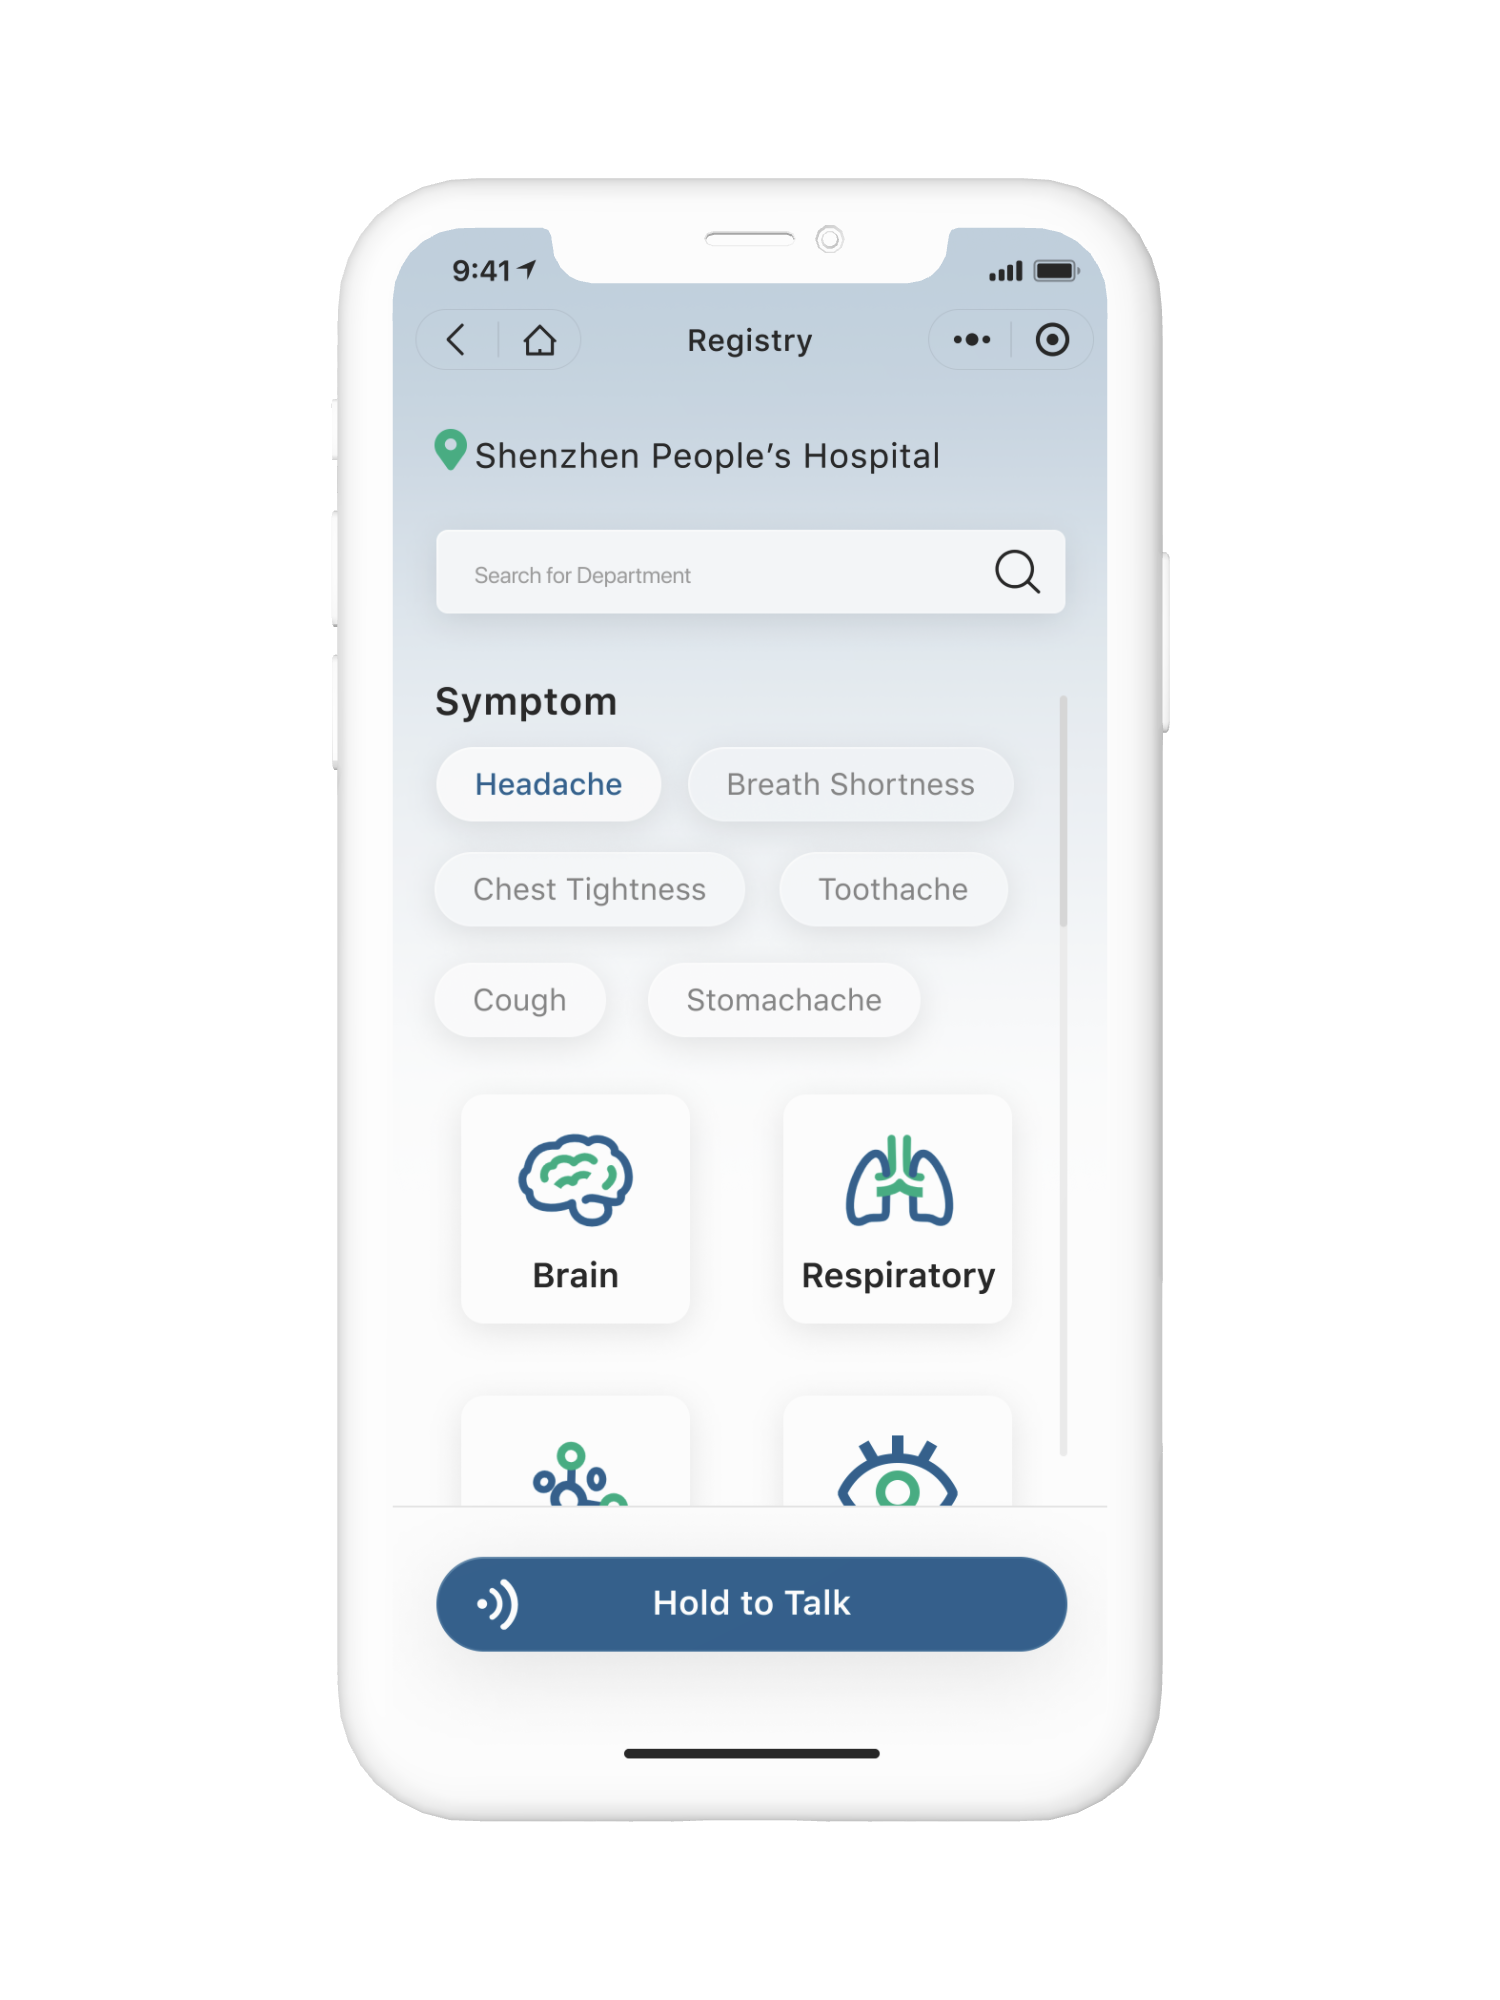 9:41
Registry
Shenzhen People’s Hospital
Search for Department
Symptom
Headache
Breath Shortness
Chest Tightness
Toothache
Cough
Stomachache
Brain
Respiratory
Hold to Talk